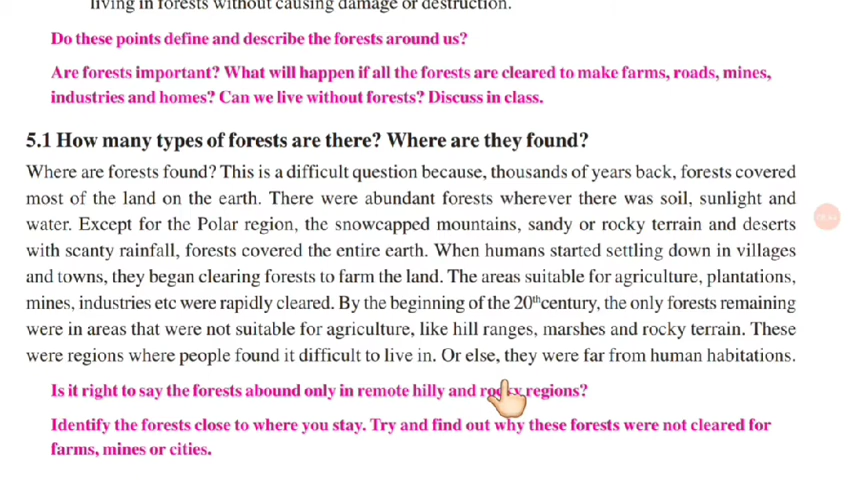 living in forests without causing damage or destruction.
Do these points define and describe the forests around us?
Are forests important? What will happen if all the forests are cleared to make farms, roads, mines,
industries and homes? Can we live without forests? Discuss in class.
5.1 How many types of forests are there? Where are they found?
Where are forests found? This is a difficult question because, thousands of years back, forests covered
most of the land on the earth. There were abundant forests wherever there was soil, sunlight and
water. Except for the Polar region, the snowcapped mountains, sandy or rocky terrain and deserts
with scanty rainfall, forests covered the entire earth. When humans started settling down in villages
and towns, they began clearing forests to farm the land. The areas suitable for agriculture, plantations,
mines, industries etc were rapidly cleared. By the beginning of the 20thcentury, the only forests remaining
were in areas that were not suitable for agriculture, like hill ranges, marshes and rocky terrain. These
were regions where people found it difficult to live in. Or else, they were far from human habitations.
Is it right to say the forests abound only in remote hilly and rocky regions?
Identify the forests close to where you stay. Try and find out why these forests were not cleared for
farms, mines or cities.